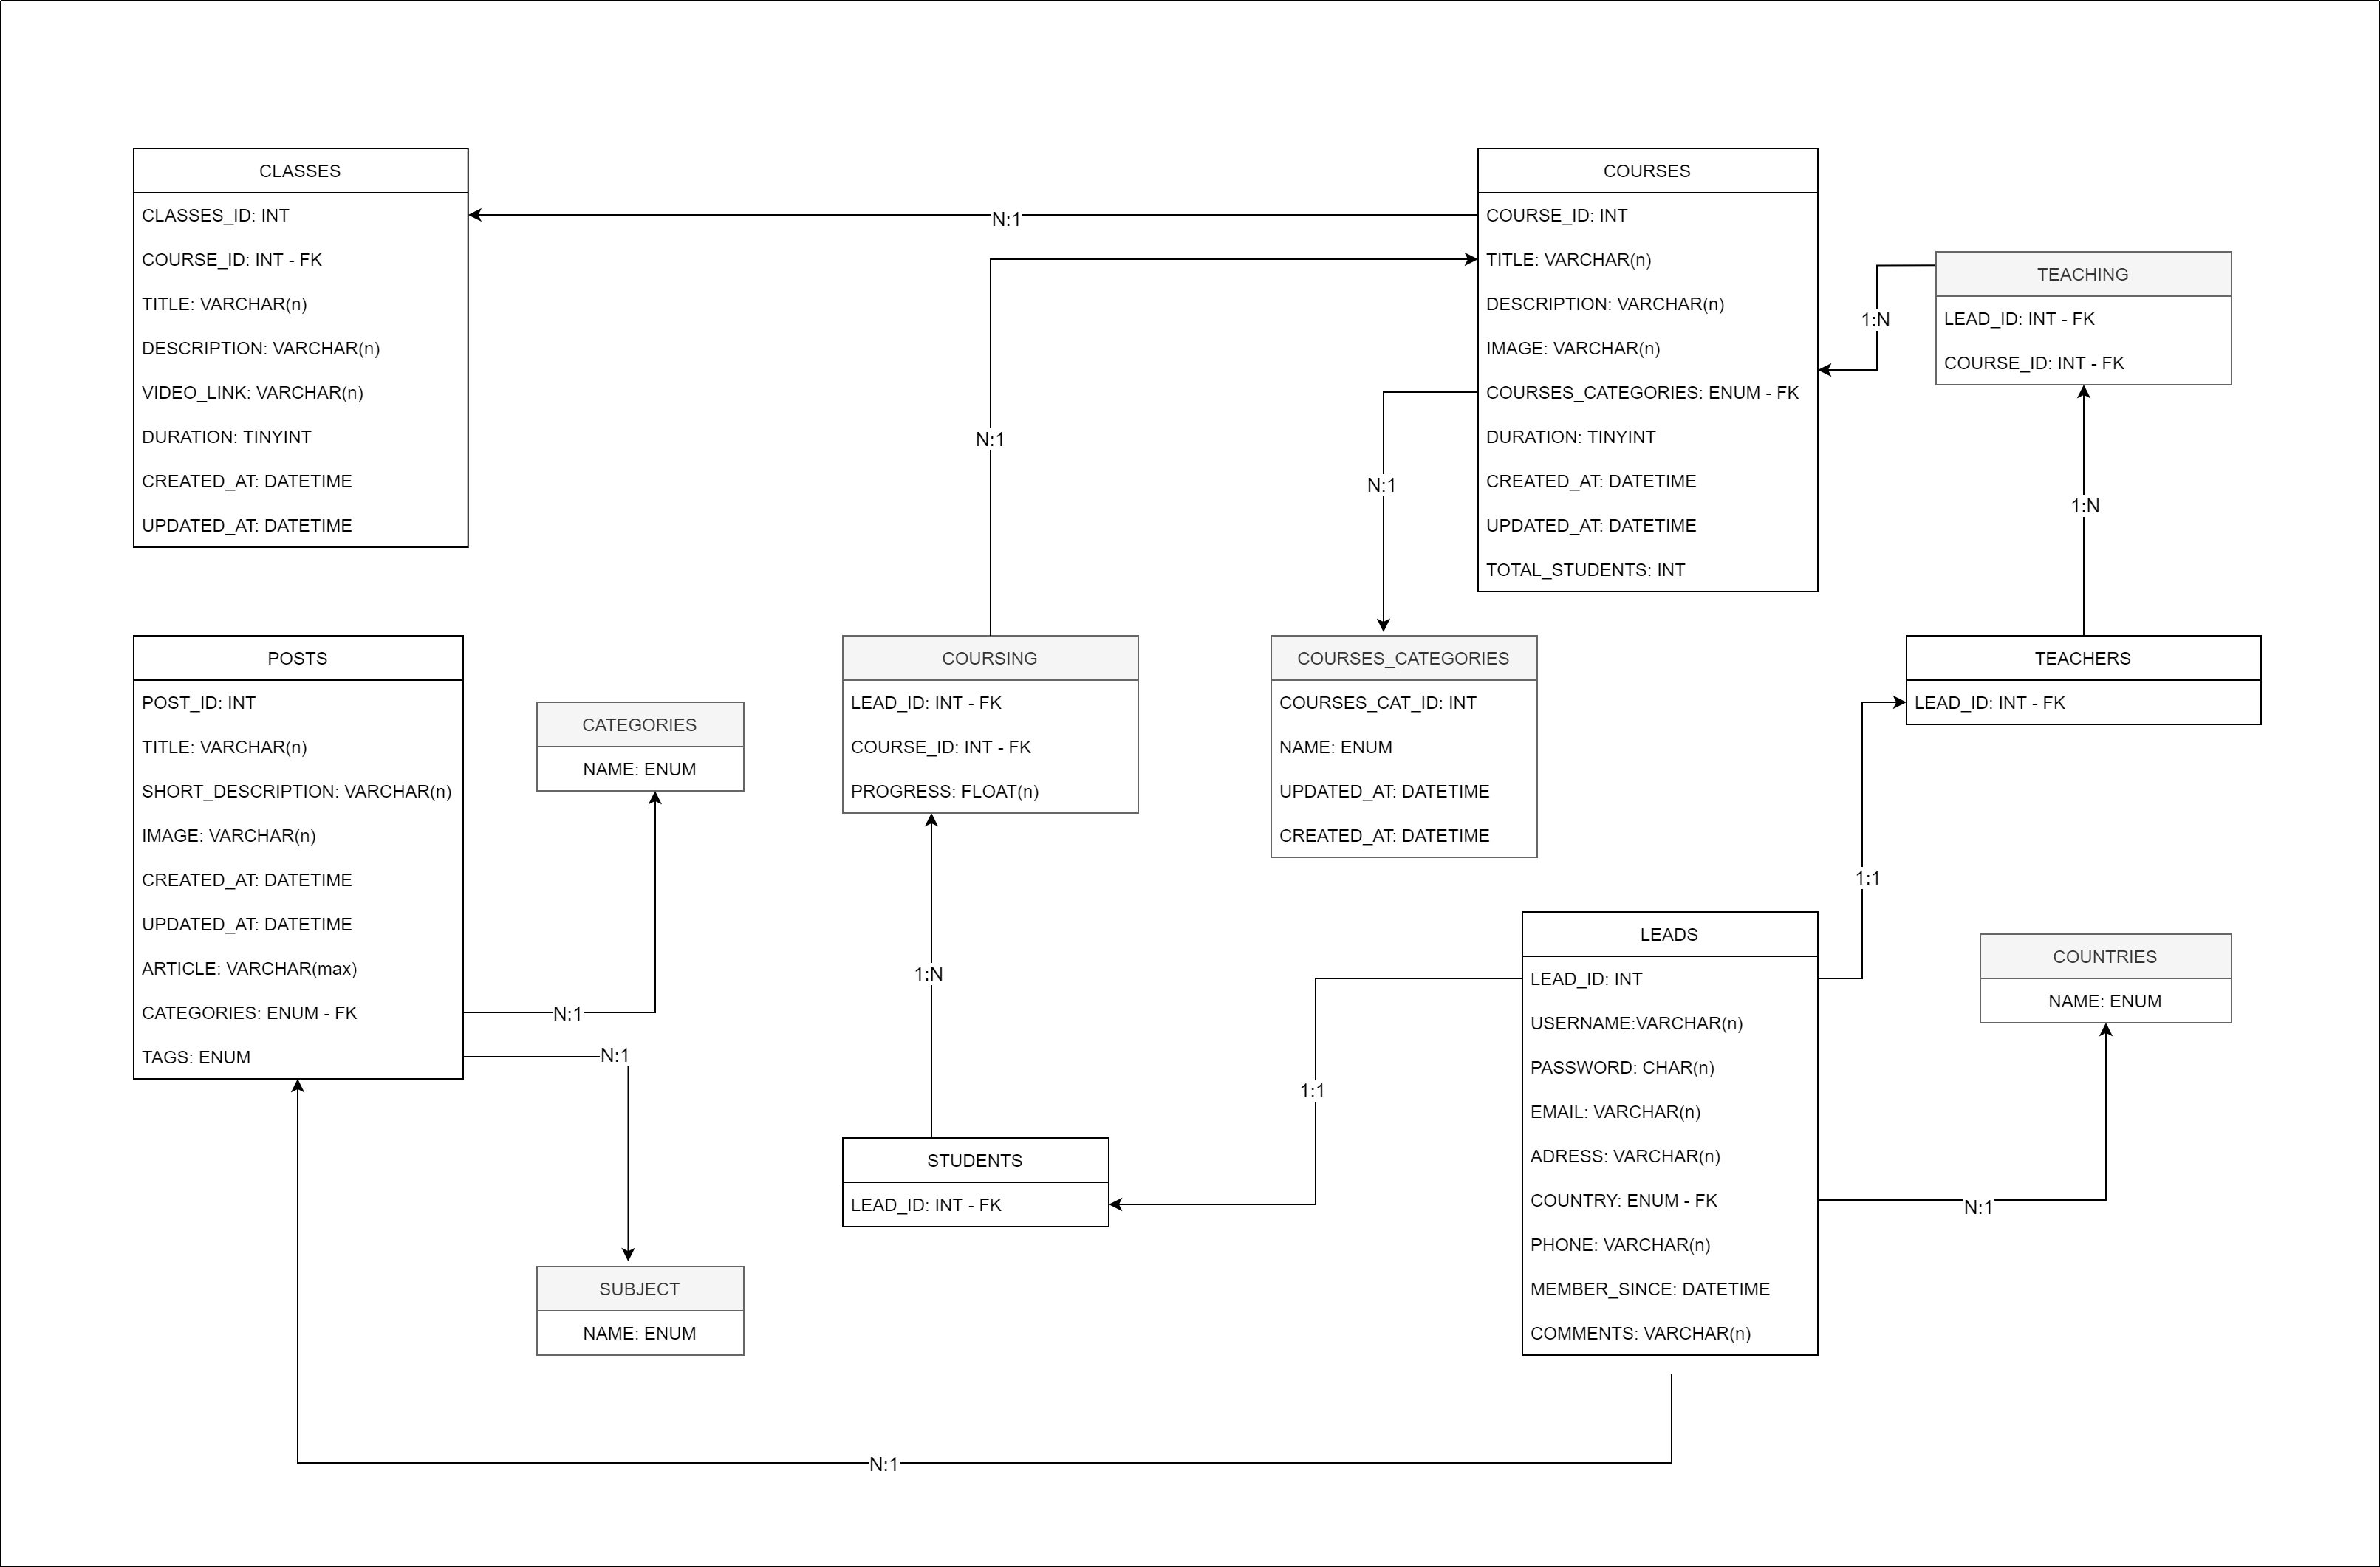 CLASSES
CLASSES_ID: INT
COURSE_ID: INT - FK
TITLE: VARCHAR(n)
DESCRIPTION: VARCHAR(n)
VIDEO_LINK: VARCHAR(n)
DURATION: TINYINT
CREATED_AT: DATETIME
UPDATED_AT: DATETIME
N:1
COURSES
COURSE_ID: INT
TITLE: VARCHAR(n)
DESCRIPTION: VARCHAR(n)
IMAGE: VARCHAR(n)
COURSES_CATEGORIES: ENUM - FK
DURATION: TINYINT
CREATED_AT: DATETIME
UPDATED_AT: DATETIME
TOTAL_STUDENTS: INT
TEACHING
LEAD_ID: INT - FK
COURSE_ID: INT - FK
1:N
N:1
N:1
1:N
POSTS
POST_ID: INT
TITLE: VARCHAR(n)
SHORT_DESCRIPTION: VARCHAR(n)
IMAGE: VARCHAR(n)
CREATED_AT: DATETIME
UPDATED_AT: DATETIME
ARTICLE: VARCHAR(max)
CATEGORIES: ENUM - FK
TAGS: ENUM
CATEGORIES
NAME: ENUM
N:1
N:1
COURSING
LEAD_ID: INT - FK
COURSE_ID: INT - FK
PROGRESS: FLOAT(n)
COURSES_CATEGORIES
COURSES_CAT_ID: INT
NAME: ENUM
UPDATED_AT: DATETIME
CREATED_AT: DATETIME
TEACHERS
LEAD_ID: INT - FK
1:1
1:N
LEADS
LEAD_ID: INT
USERNAME:VARCHAR(n)
PASSWORD: CHAR(n)
EMAIL: VARCHAR(n)
ADRESS: VARCHAR(n)
COUNTRY: ENUM - FK
PHONE: VARCHAR(n)
MEMBER_SINCE: DATETIME
COMMENTS: VARCHAR(n)
COUNTRIES
NAME: ENUM
1:1
N:1
STUDENTS
LEAD_ID: INT - FK
SUBJECT
NAME: ENUM
N:1